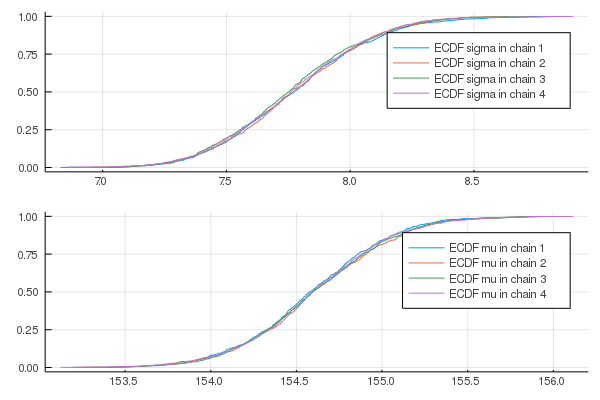 1.00
0.75
0.50
0.25
0.00
ECDF sigma in chain 1
ECDF sigma in chain 2
ECDF sigma in chain 3
ECDF sigma in chain 4
7.0 7.5 8.0 8.5
1.00
0.75
0.50
0.25
0.00
ECDF mu in chain 1
ECDF mu in chain 2
ECDF mu in chain 3
ECDF mu in chain 4
153.5 154.0 154.5 155.0 155.5 156.0